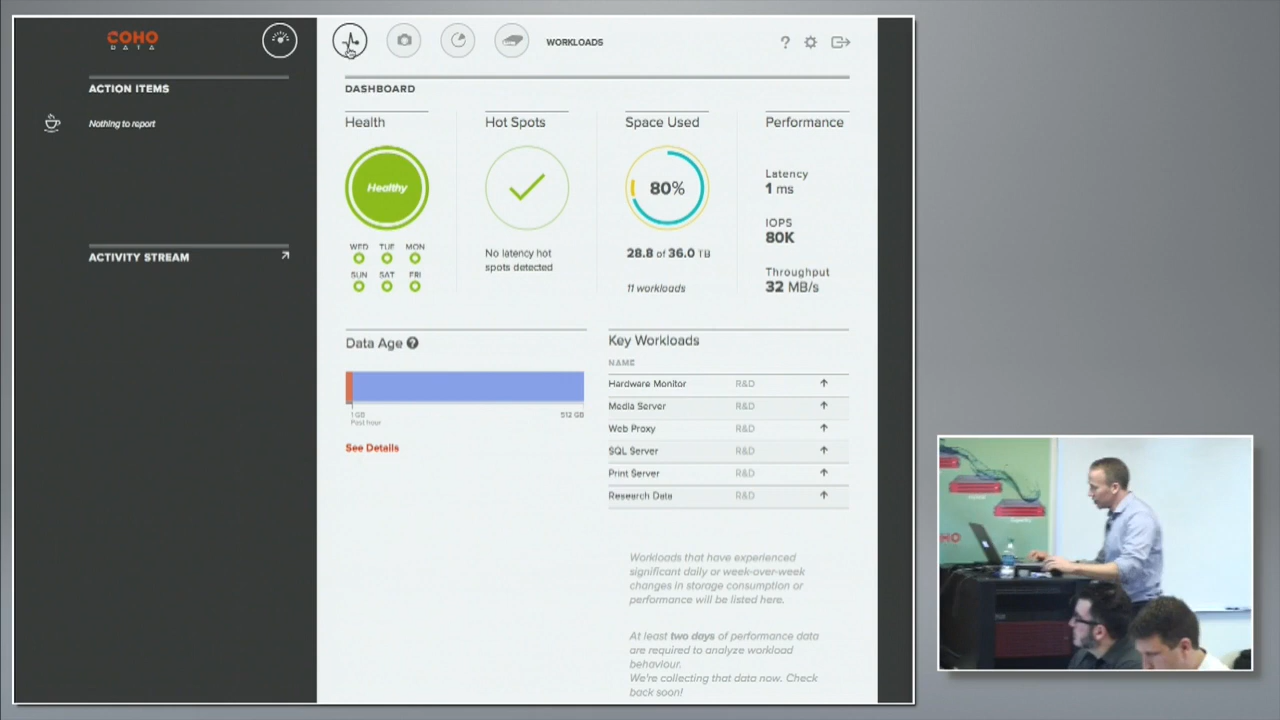 COHO
DATA
WORKLOADS
?
ACTION ITEMS
Nothing to report
ACTIVITY STREAM
DASHBOARD
Health
Healthy
WED TUE MON
SUN SAT FRI
Hot Spots
No latency hot
spots detected
Space Used
80%
28.8 of 36.0 TB
11 workloads
Performance
Latency
1 ms
IOPS
80K
Throughput
32 MB/s
Data Age ?
1 GB
Past hour
512 GB
See Details
Key Workloads
NAME
Hardware Monitor R&D
Media Server R&D
Web Proxy R&D
SQL Server R&D
Print Server R&D
Research Data R&D
Workloads that have experienced
significant daily or week-over-week
changes in storage consumption or
performance will be listed here.
At least two days of performance data
are required to analyze workload
behaviour.
We're collecting that data now. Check
back soon!